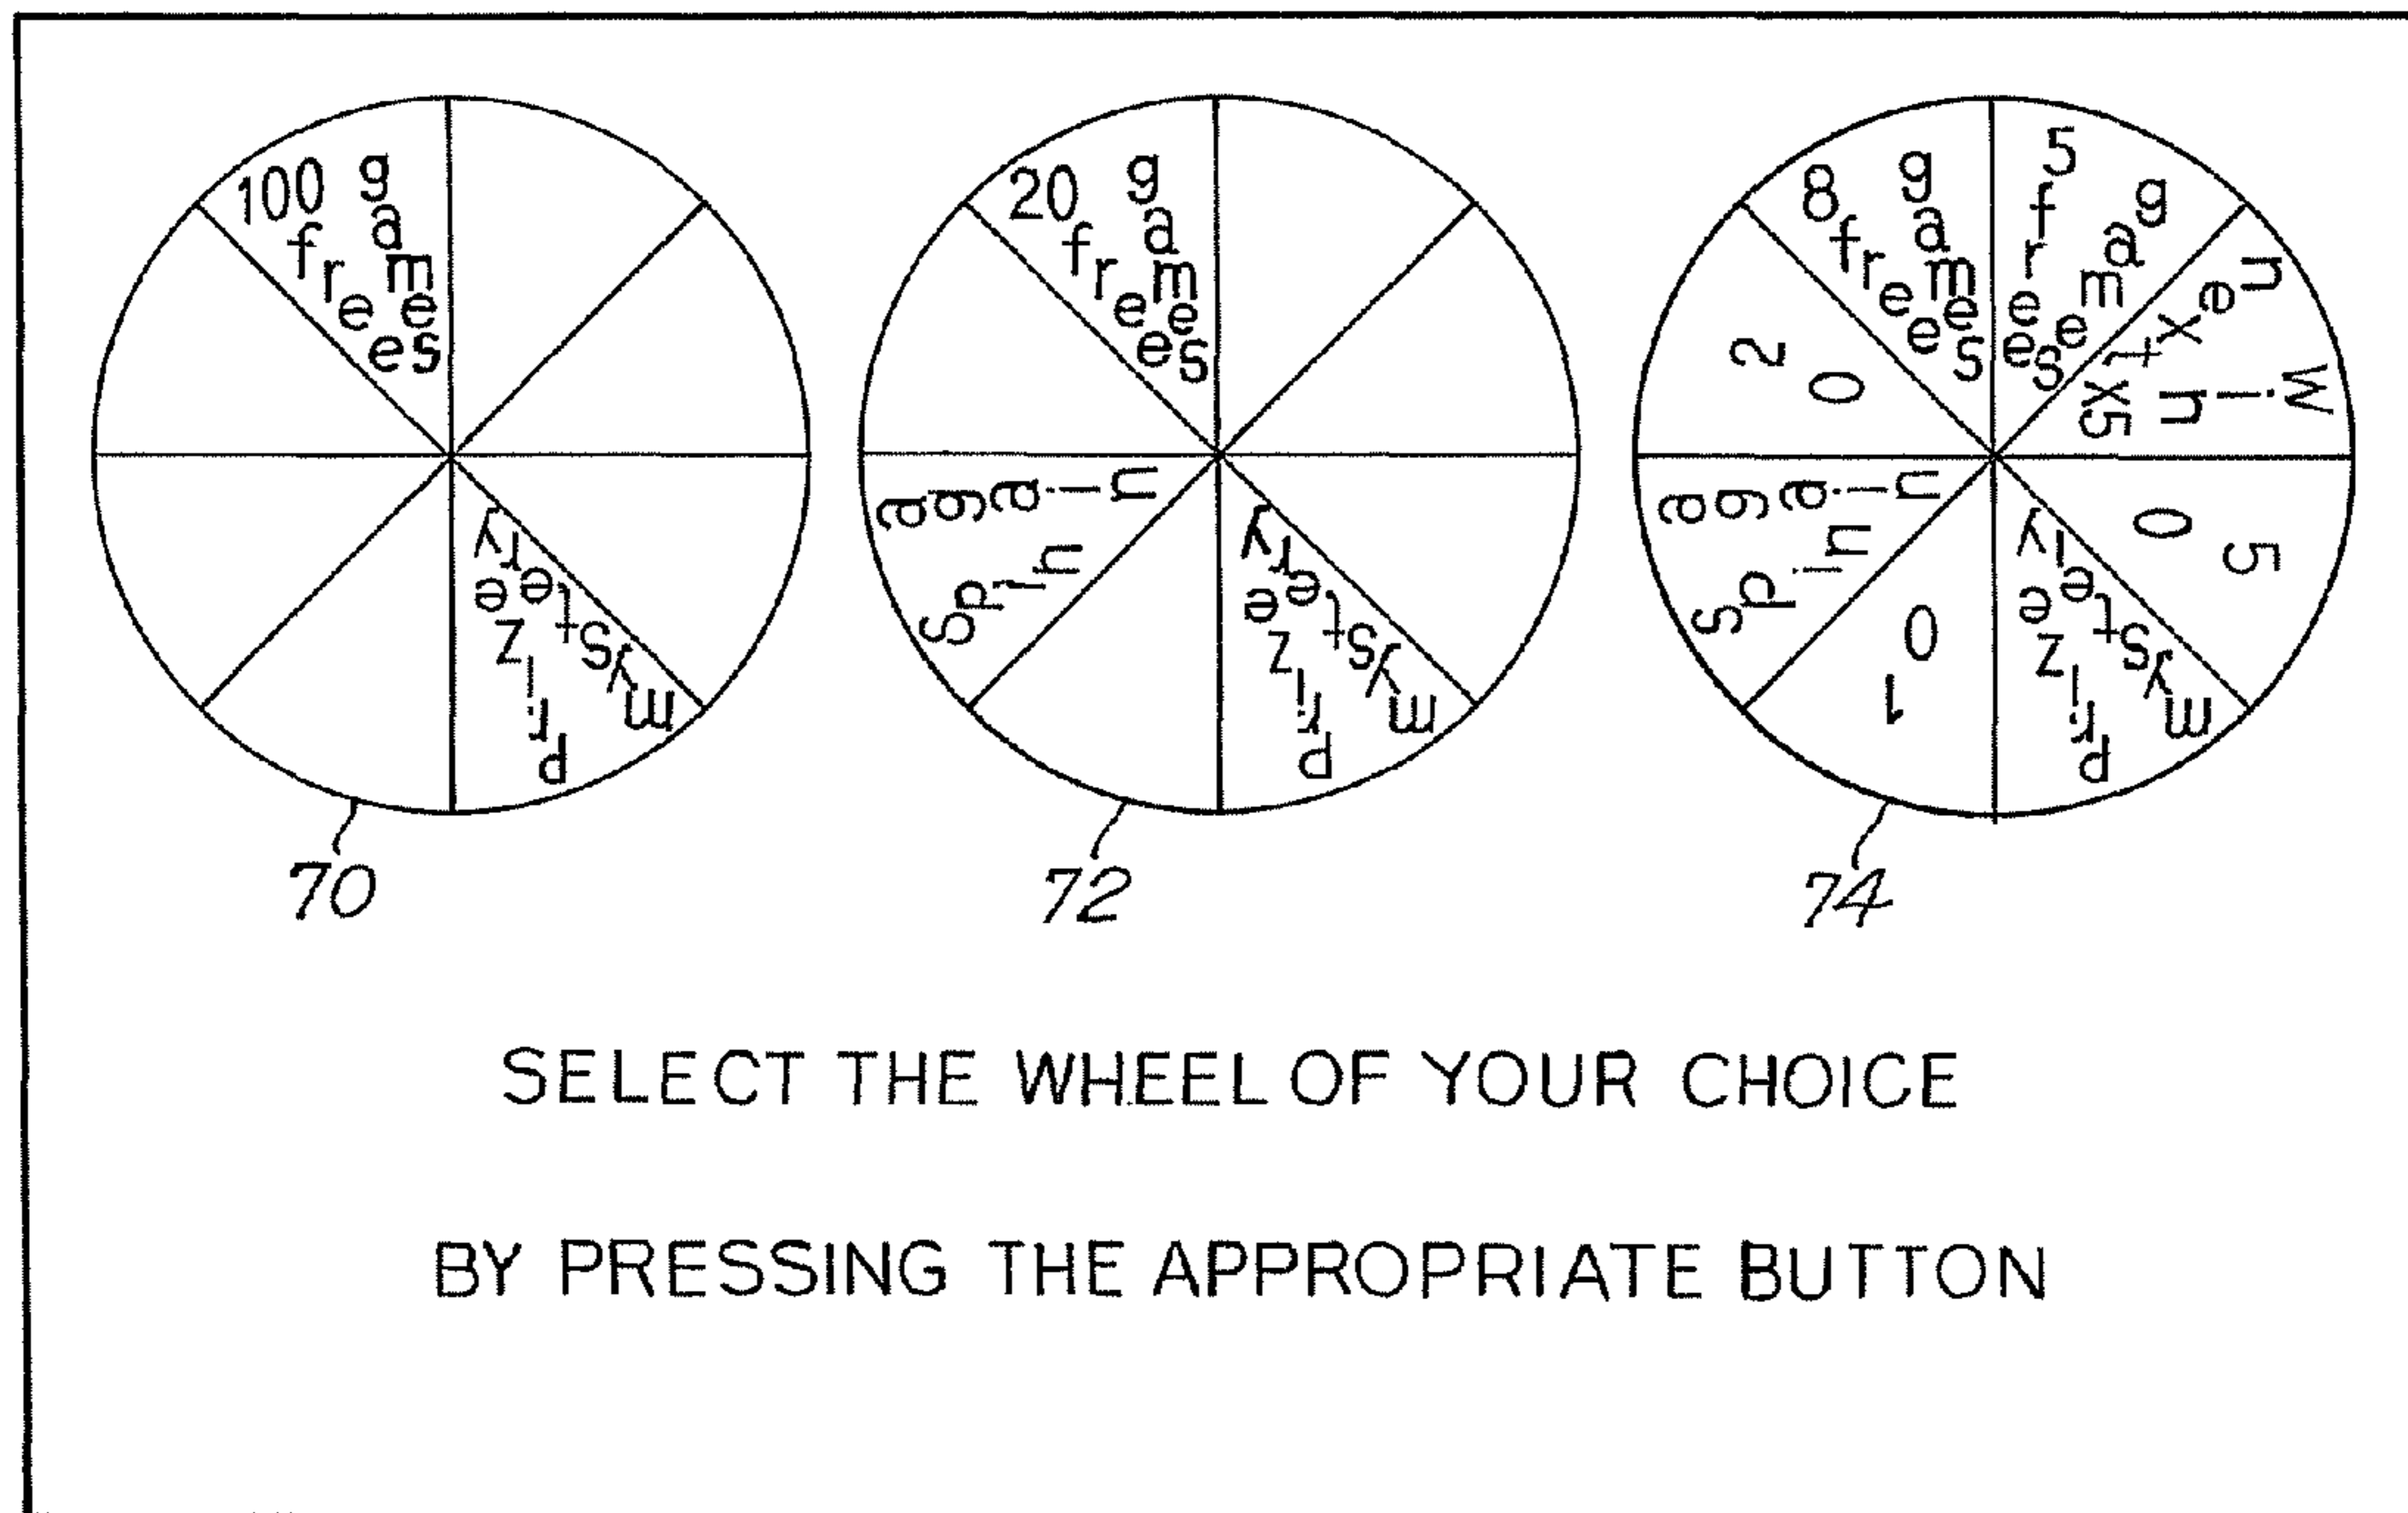 100 free games
mystery prize
20 free games
spin again
mystery prize
8 free games
5 free games
next win x5
50
mystery prize
10
spin again
20
70
72
74
SELECT THE WHEEL OF YOUR CHOICE
BY PRESSING THE APPROPRIATE BUTTON